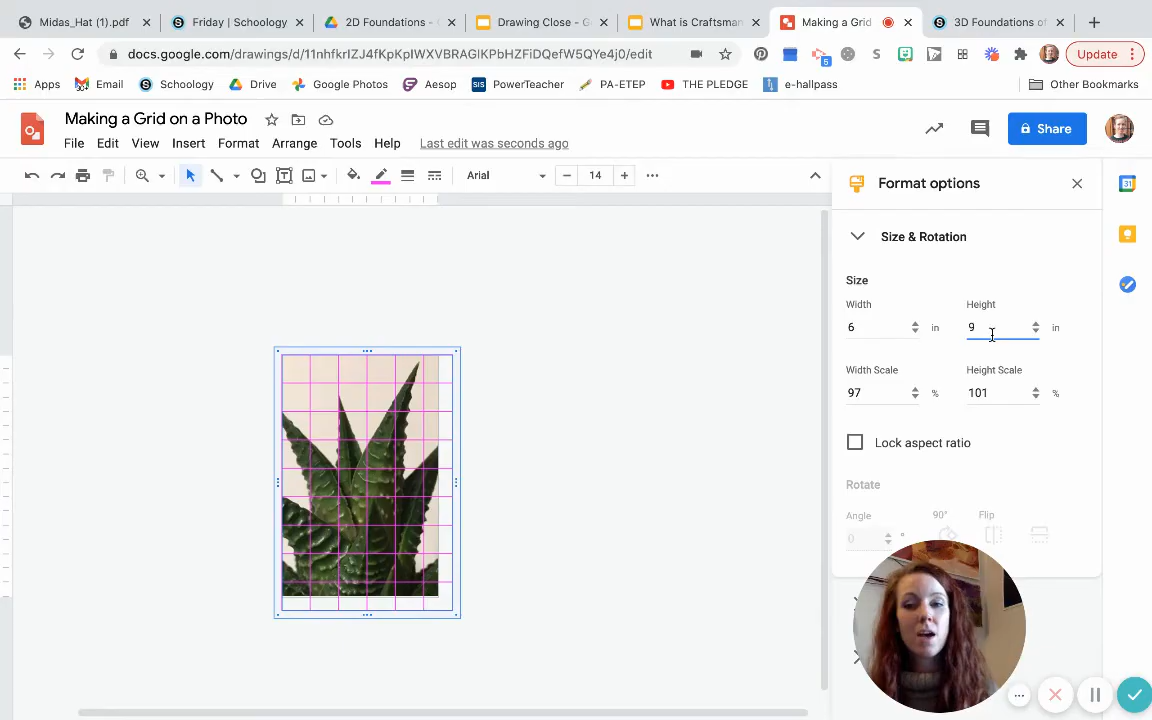 Midas_Hat (1).pdf
Friday | Schoology
2D Foundations -
Drawing Close - G
What is Craftsman
Making a Grid
3D Foundations of
docs.google.com/drawings/d/11nhfkrIZJ4fKpKpIWXVBRAGlKPbHZFiDQefW5QYe4j0/edit
5
Update
Apps
Email
Schoology
Drive
Google Photos
Aesop
SIS
PowerTeacher
PA-ETEP
THE PLEDGE
e-hallpass
Other Bookmarks
Making a Grid on a Photo
File
Edit
View
Insert
Format
Arrange
Tools
Help
Last edit was seconds ago
Share
Arial
14
31
Format options
Size & Rotation
Size
Width
Height
6
in
9
in
Width Scale
Height Scale
97
%
101
%
Lock aspect ratio
Rotate
Angle
90°
Flip
0
°